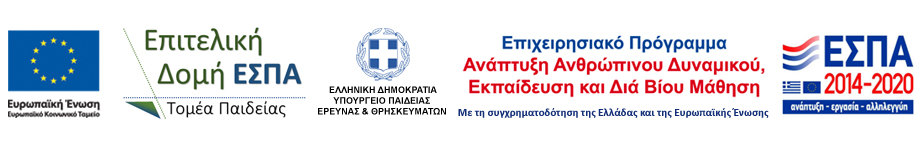 Ευρωπαϊκή Ένωση
Ευρωπαϊκό Κοινωνικό Ταμείο
Επιτελική
Δομή ΕΣΠΑ
Τομέα Παιδείας
ΕΛΛΗΝΙΚΗ ΔΗΜΟΚΡΑΤΙΑ
ΥΠΟΥΡΓΕΙΟ ΠΑΙΔΕΙΑΣ
ΕΡΕΥΝΑΣ & ΘΡΗΣΚΕΥΜΑΤΩΝ
Επιχειρησιακό Πρόγραμμα
Ανάπτυξη Ανθρώπινου Δυναμικού,
Εκπαίδευση και Διά Βίου Μάθηση
Με τη συγχρηματοδότηση της Ελλάδας και της Ευρωπαϊκής Ένωσης
ΕΣΠΑ
2014-2020
ανάπτυξη - εργασία - αλληλεγγύη